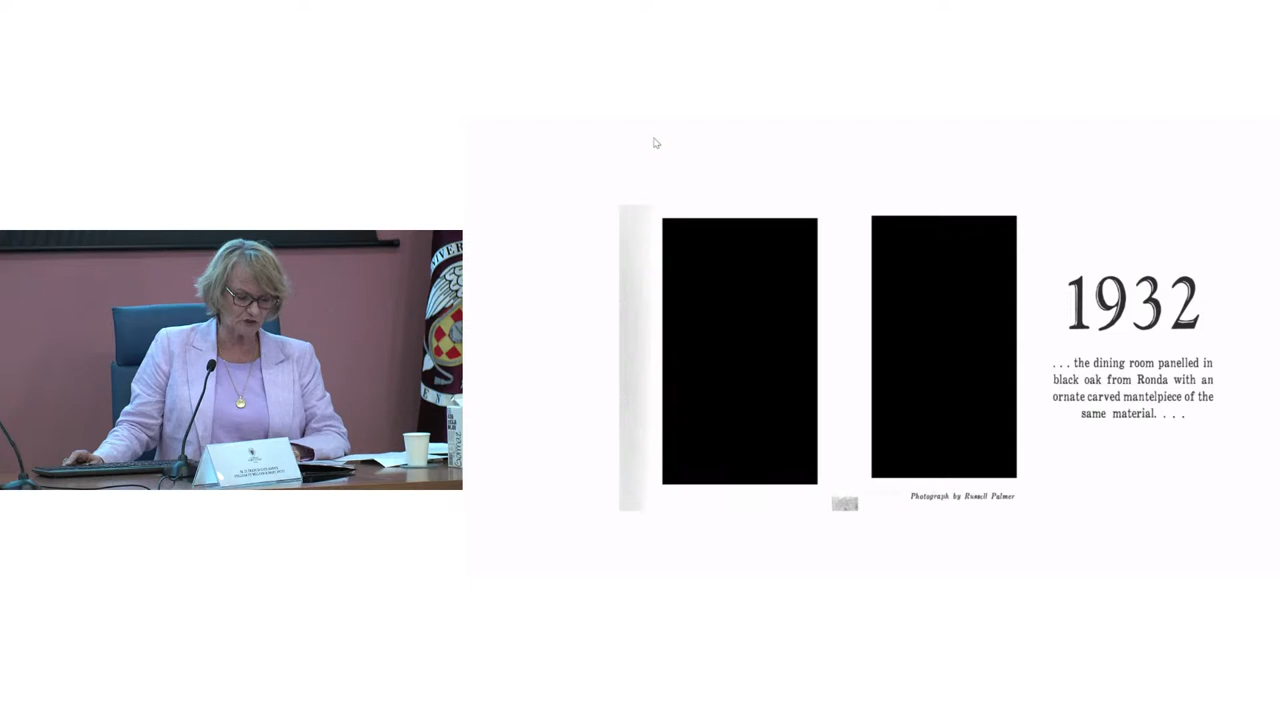 1932
. . . the dining room panelled in
black oak from Ronda with an
ornate carved mantelpiece of the
same material. . . .
Photograph by Russell Palmer